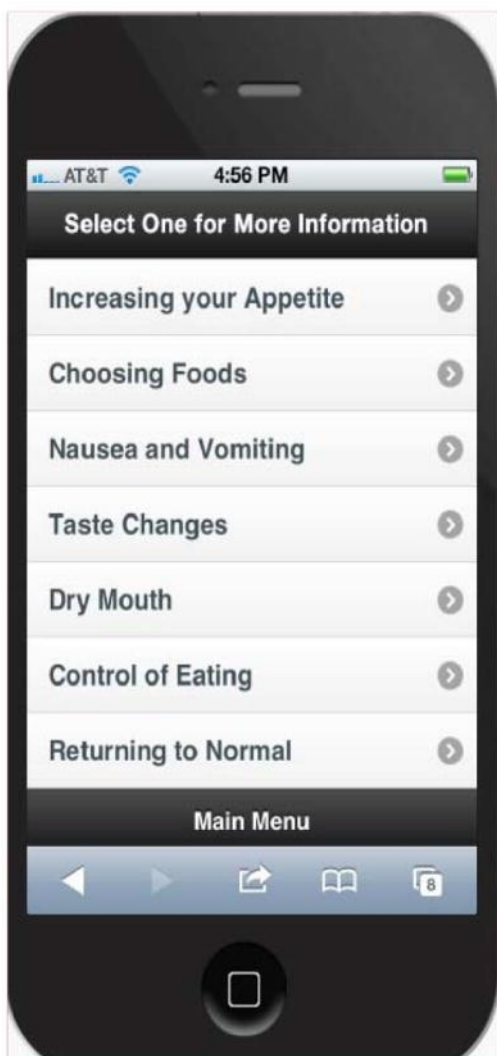 AT&T 4:56 PM
Select One for More Information
Increasing your Appetite
Choosing Foods
Nausea and Vomiting
Taste Changes
Dry Mouth
Control of Eating
Returning to Normal
Main Menu
8